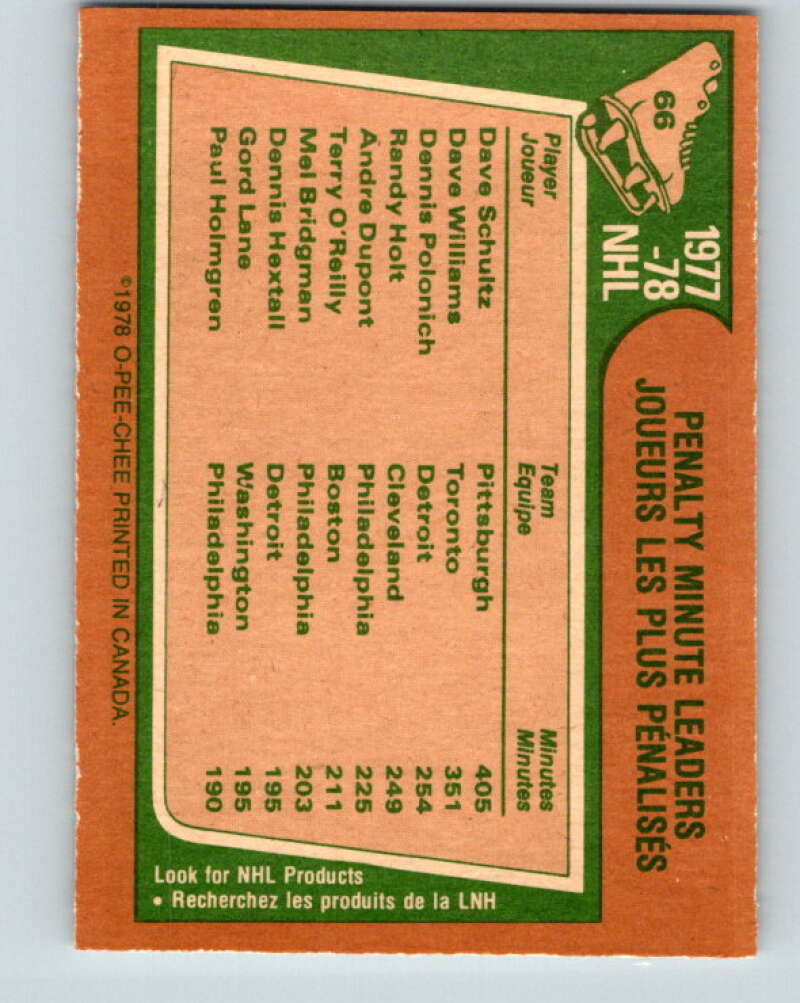 66
1977
-78
NHL
PENALTY MINUTE LEADERS
JOUEURS LES PLUS PÉNALISÉS
Player Team Minutes
Joueur Equipe Minutes
Dave Schultz Pittsburgh 405
Dave Williams Toronto 351
Dennis Polonich Detroit 254
Randy Holt Cleveland 249
Andre Dupont Philadelphia 225
Terry O'Reilly Boston 211
Mel Bridgman Philadelphia 203
Dennis Hextall Detroit 195
Gord Lane Washington 195
Paul Holmgren Philadelphia 190
Look for NHL Products
• Recherchez les produits de la LNH
©1978 O-PEE-CHEE PRINTED IN CANADA.